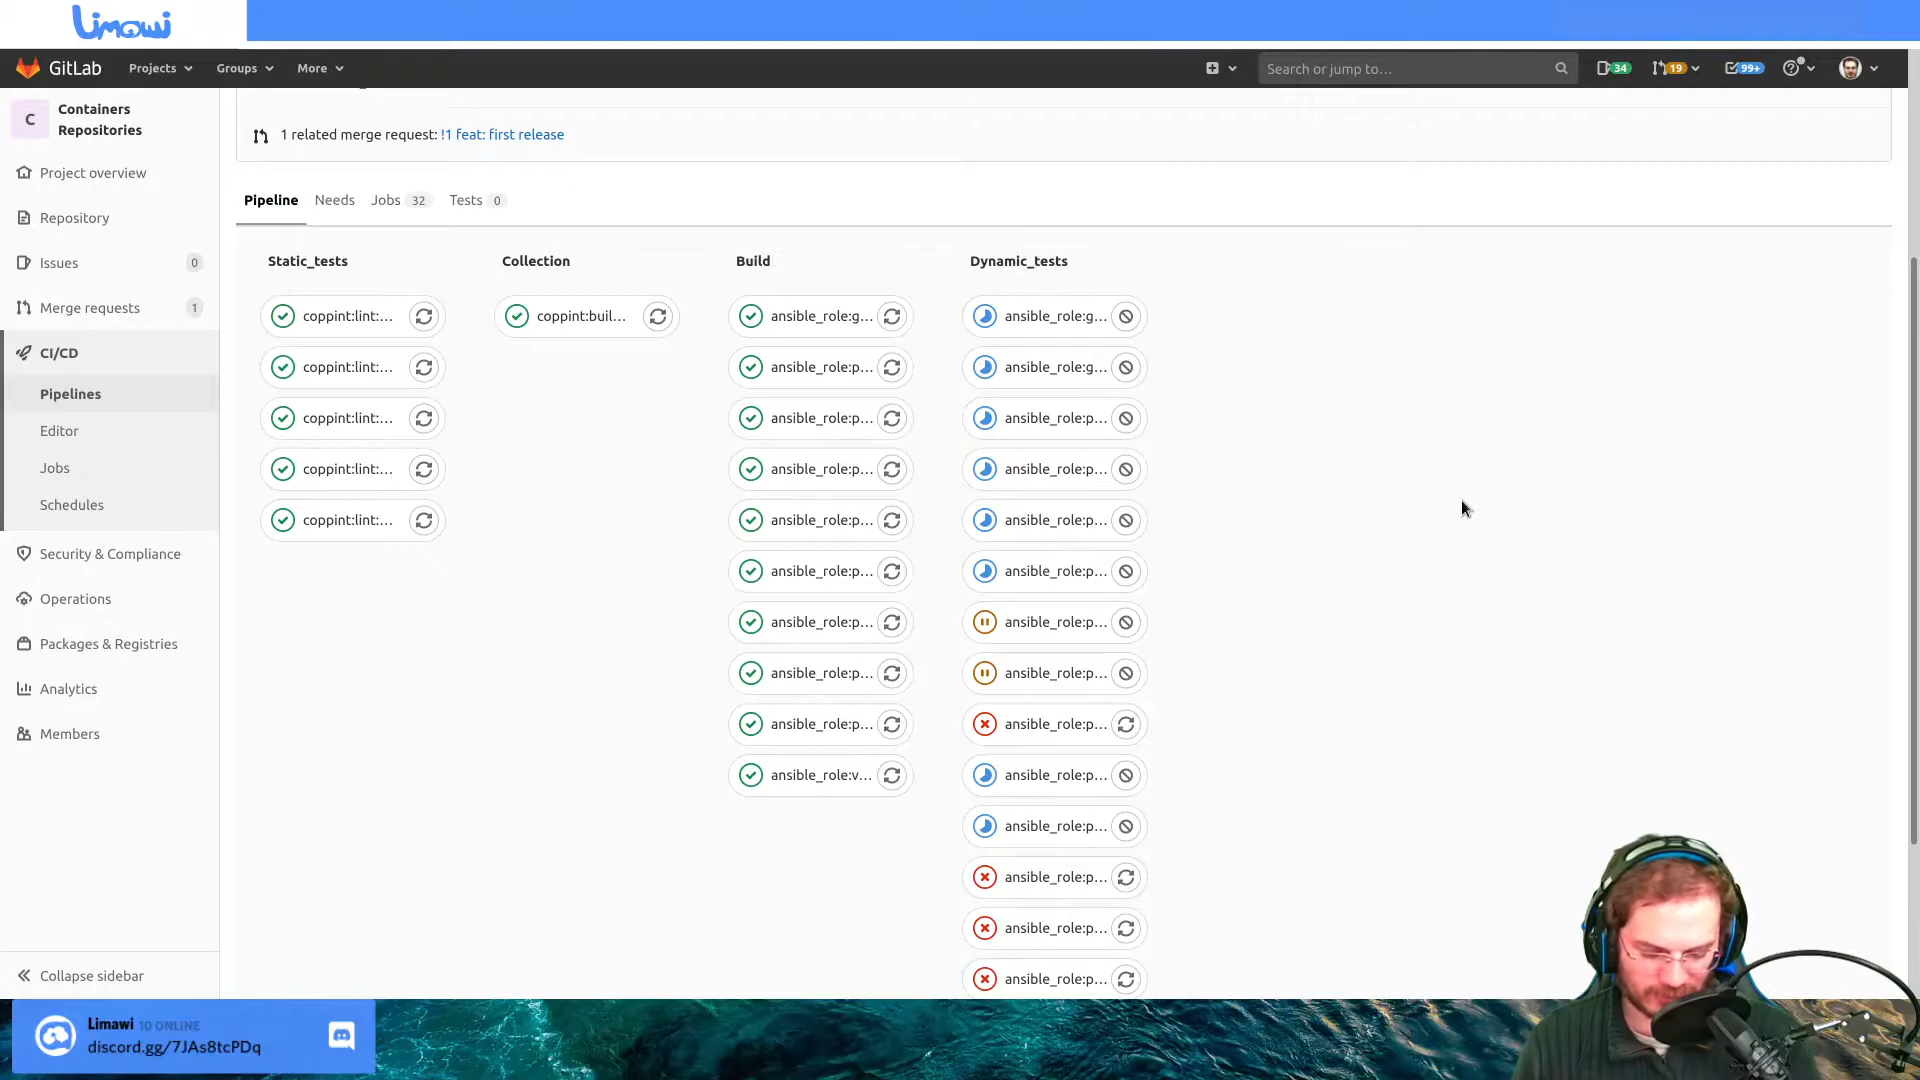 Limawi
GitLab
Projects
Groups
More
Search or jump to...
34
19
99+
C
Containers
Repositories
Project overview
Repository
Issues
0
Merge requests
1
CI/CD
Pipelines
Editor
Jobs
Schedules
Security & Compliance
Operations
Packages & Registries
Analytics
Members
Collapse sidebar
1 related merge request: !1 feat: first release
Pipeline
Needs
Jobs 32
Tests 0
Static_tests
coppint:lint:...
coppint:lint:...
coppint:lint:...
coppint:lint:...
coppint:lint:...
Collection
coppint:buil...
Build
ansible_role:g...
ansible_role:p...
ansible_role:p...
ansible_role:p...
ansible_role:p...
ansible_role:p...
ansible_role:p...
ansible_role:p...
ansible_role:p...
ansible_role:v...
Dynamic_tests
ansible_role:g...
ansible_role:g...
ansible_role:p...
ansible_role:p...
ansible_role:p...
ansible_role:p...
ansible_role:p...
ansible_role:p...
ansible_role:p...
ansible_role:p...
ansible_role:p...
ansible_role:p...
ansible_role:p...
ansible_role:p...
Limawi 10 ONLINE
discord.gg/7JAs8tcPDq